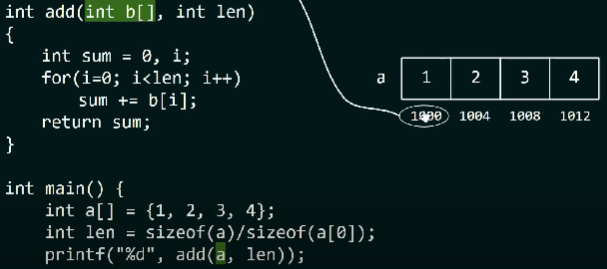 int add(int b[], int len)
{
    int sum = 0, i;
    for(i=0; i<len; i++)
        sum += b[i];
    return sum;
}
a 1 2 3 4
1000 1004 1008 1012
int main() {
    int a[] = {1, 2, 3, 4};
    int len = sizeof(a)/sizeof(a[0]);
    printf("%d", add(a, len));